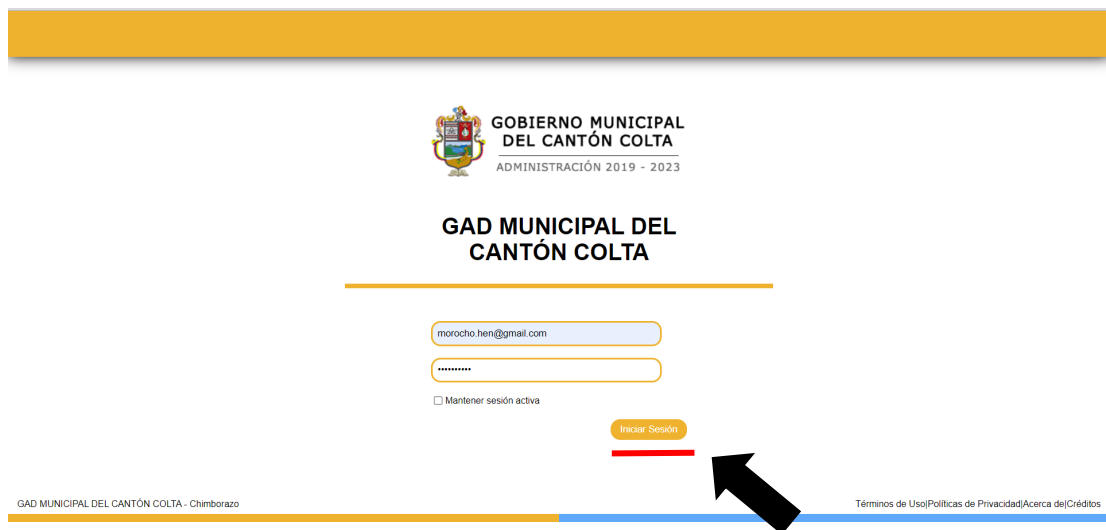 GOBIERNO MUNICIPAL
DEL CANTÓN COLTA
ADMINISTRACIÓN 2019 - 2023
GAD MUNICIPAL DEL
CANTÓN COLTA
morocho.hen@gmail.com
••••••••••
Mantener sesión activa
Iniciar Sesión
GAD MUNICIPAL DEL CANTÓN COLTA - Chimborazo
Términos de Uso|Políticas de Privacidad|Acerca de|Créditos